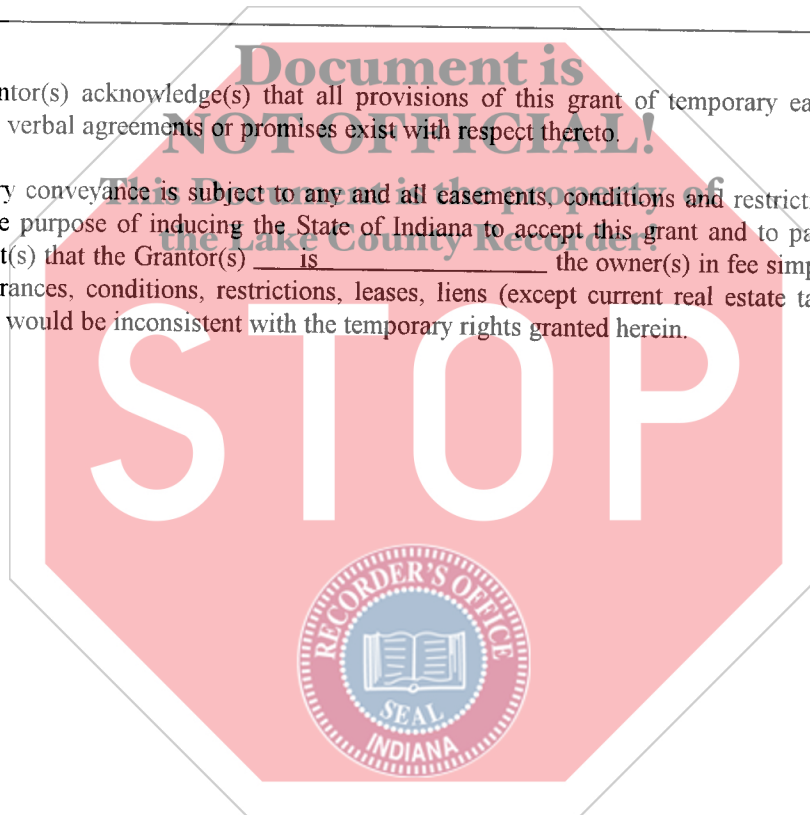 Document is
ntor(s) acknowledge(s) that all provisions of this grant of temporary ea
verbal agreements or promises exist with respect thereto.
NOT OFFICIAL!
This Document is the property of
ry conveyance is subject to any and all easements, conditions and restrict
e purpose of inducing the State of Indiana to accept this grant and to pa
the Lake County Recorder!
t(s) that the Grantor(s) is the owner(s) in fee simp
rances, conditions, restrictions, leases, liens (except current real estate ta
would be inconsistent with the temporary rights granted herein.
STOP
RECORDER'S OFFICE
SEAL
INDIANA